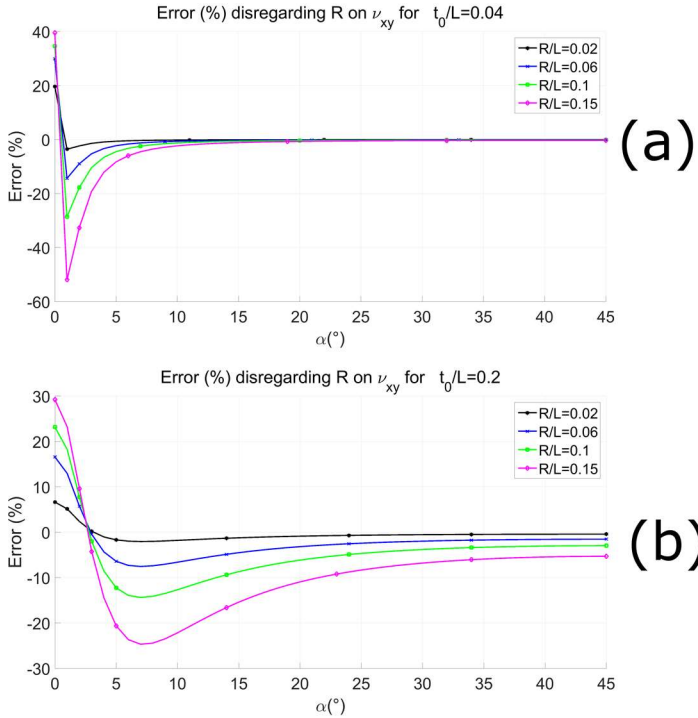 Error (%) disregarding R on ν_xy for t_0/L=0.04
40
20
0
-20
-40
-60
Error (%)
R/L=0.02
R/L=0.06
R/L=0.1
R/L=0.15
0 5 10 15 20 25 30 35 40 45
α(°)
(a)
Error (%) disregarding R on ν_xy for t_0/L=0.2
30
20
10
0
-10
-20
-30
Error (%)
R/L=0.02
R/L=0.06
R/L=0.1
R/L=0.15
0 5 10 15 20 25 30 35 40 45
α(°)
(b)